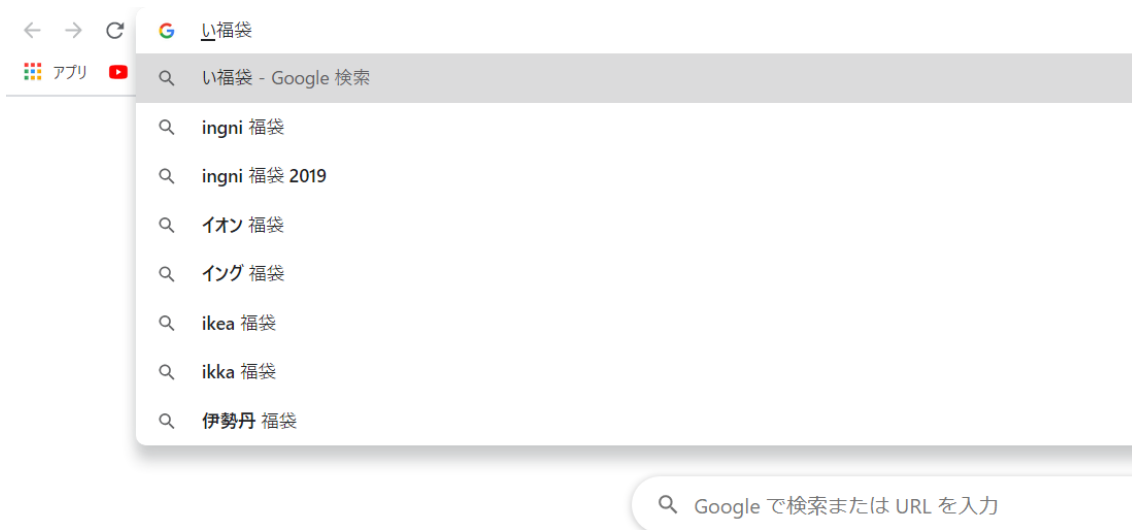 い福袋
アプリ
い福袋 - Google 検索
ingni 福袋
ingni 福袋 2019
イオン 福袋
イング 福袋
ikea 福袋
ikka 福袋
伊勢丹 福袋
Google で検索または URL を入力